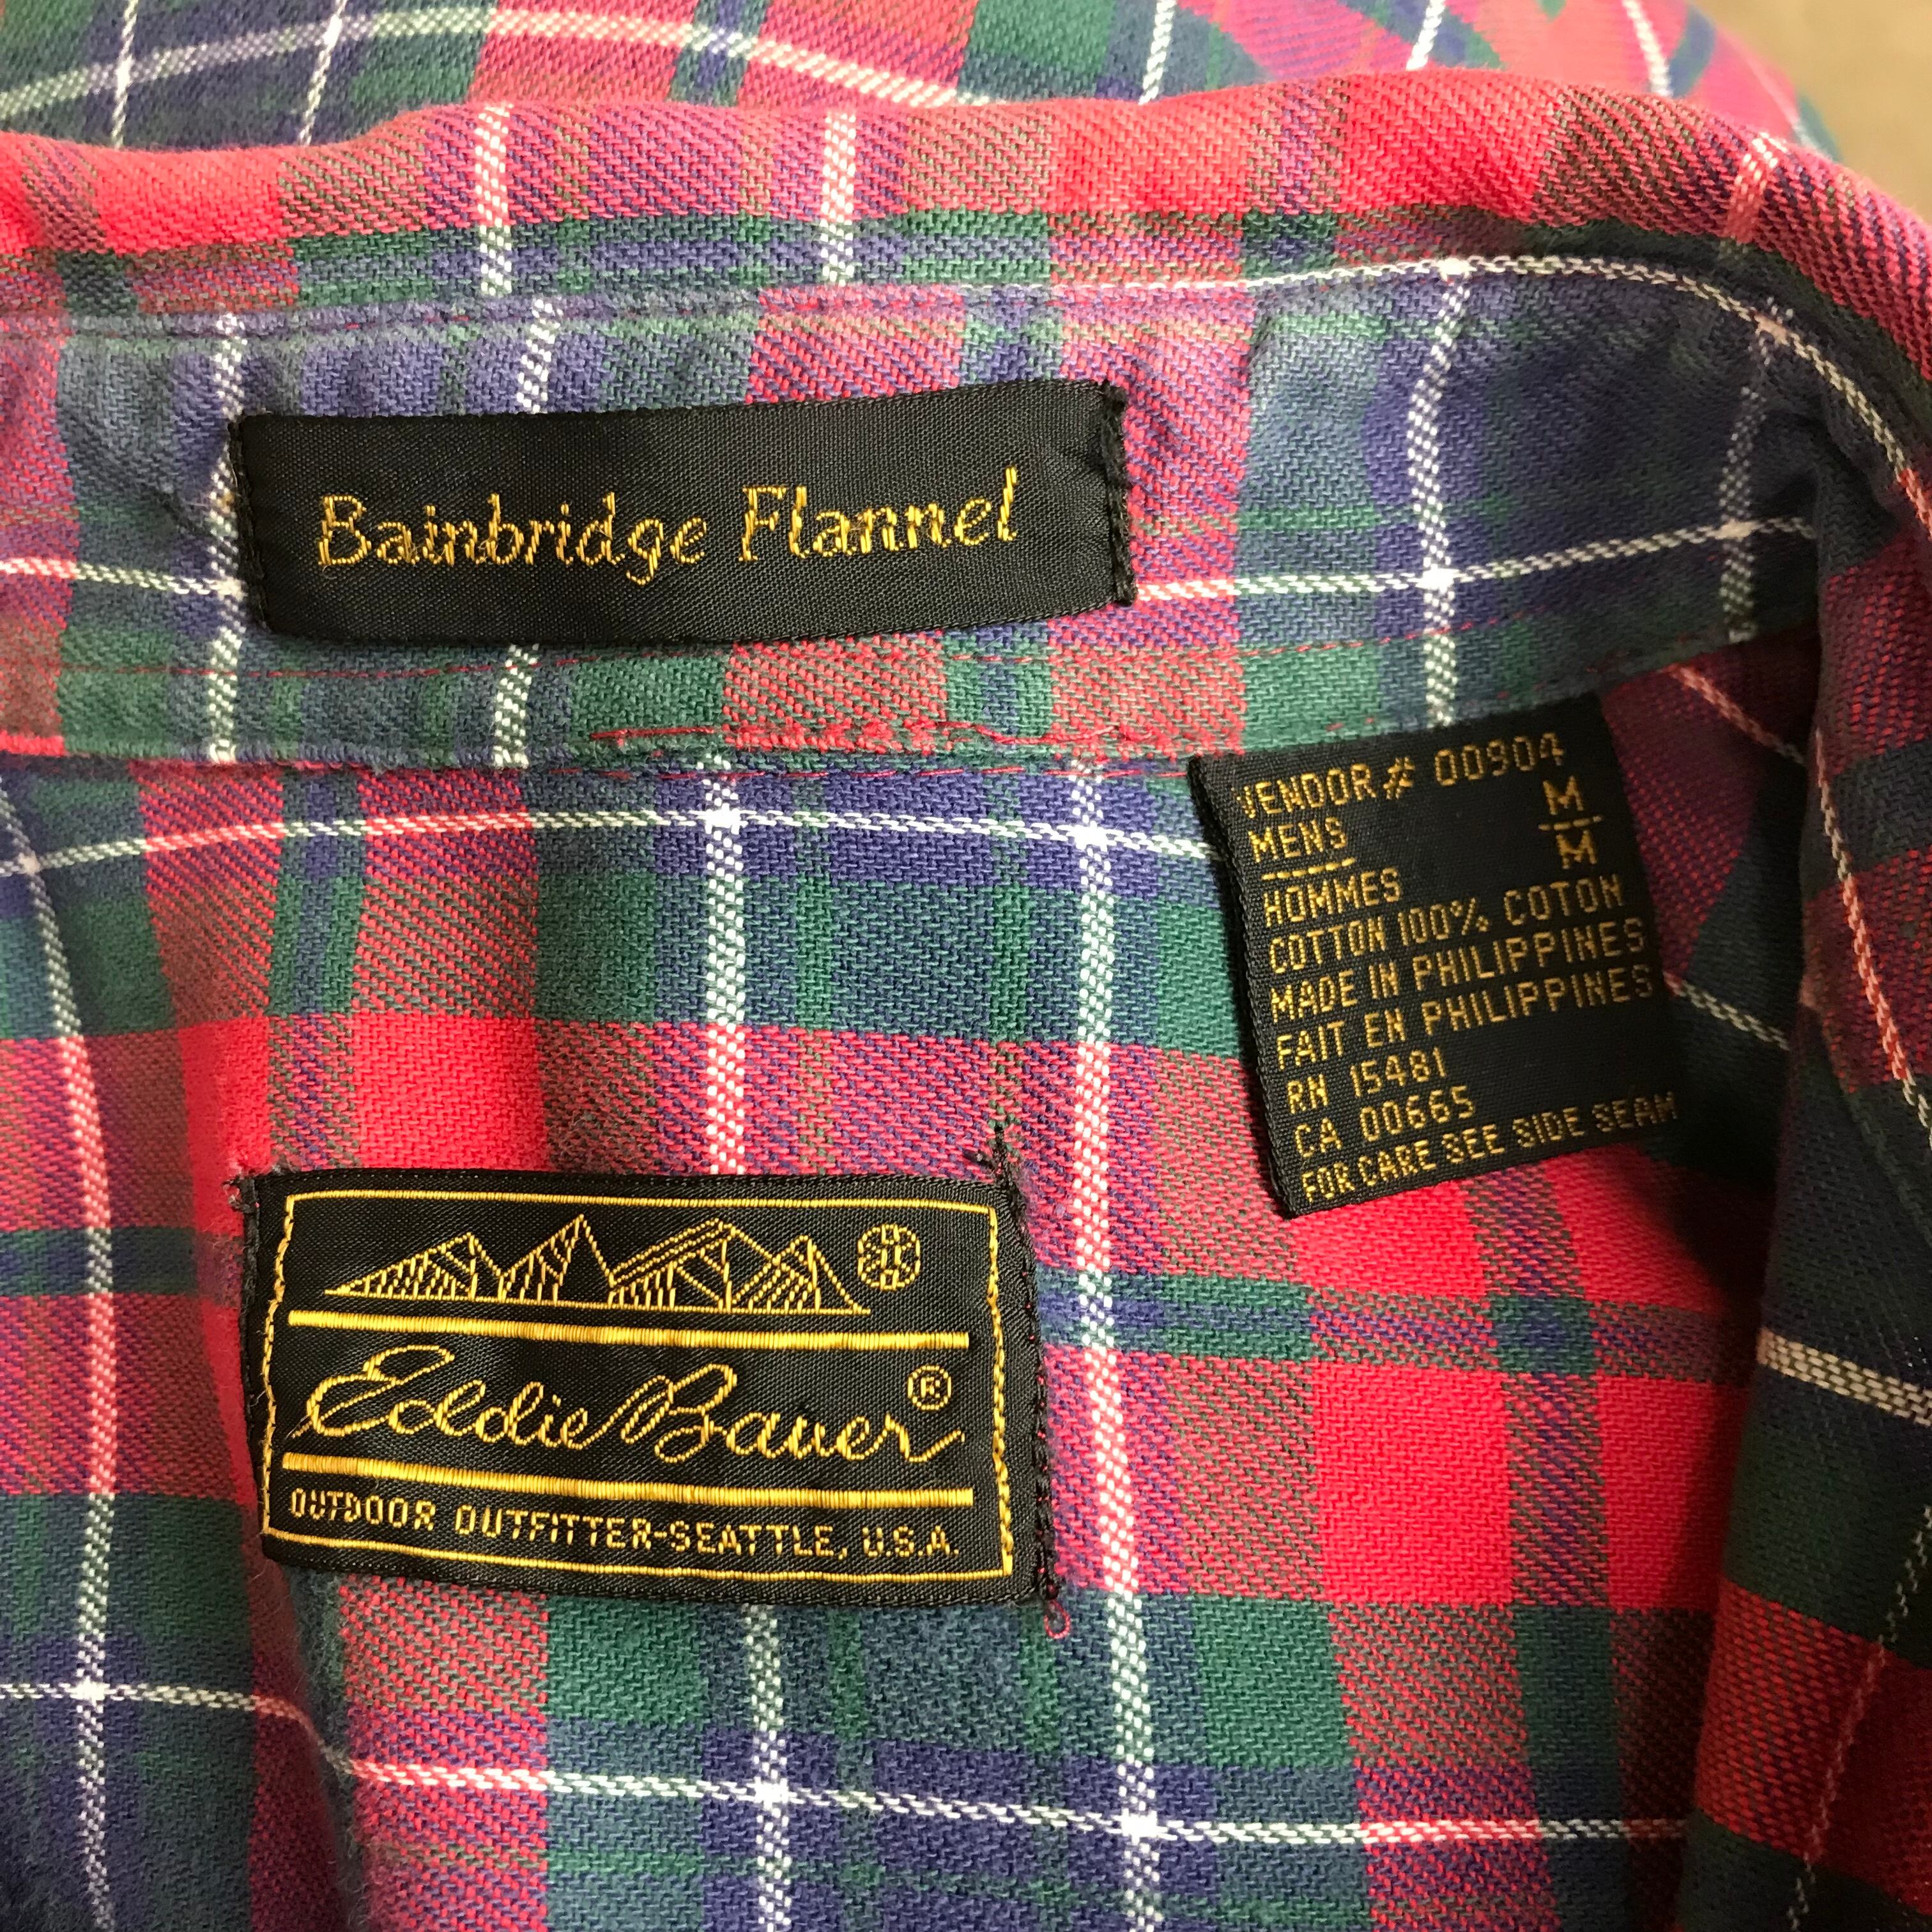 Bainbridge Flannel
VENDOR # 00904
MENS M
HOMMES M
COTTON 100% COTON
MADE IN PHILIPPINES
FAIT EN PHILIPPINES
RN 15481
CA 00665
FOR CARE SEE SIDE SEAM
Eddie Bauer®
OUTDOOR OUTFITTER-SEATTLE, U.S.A.